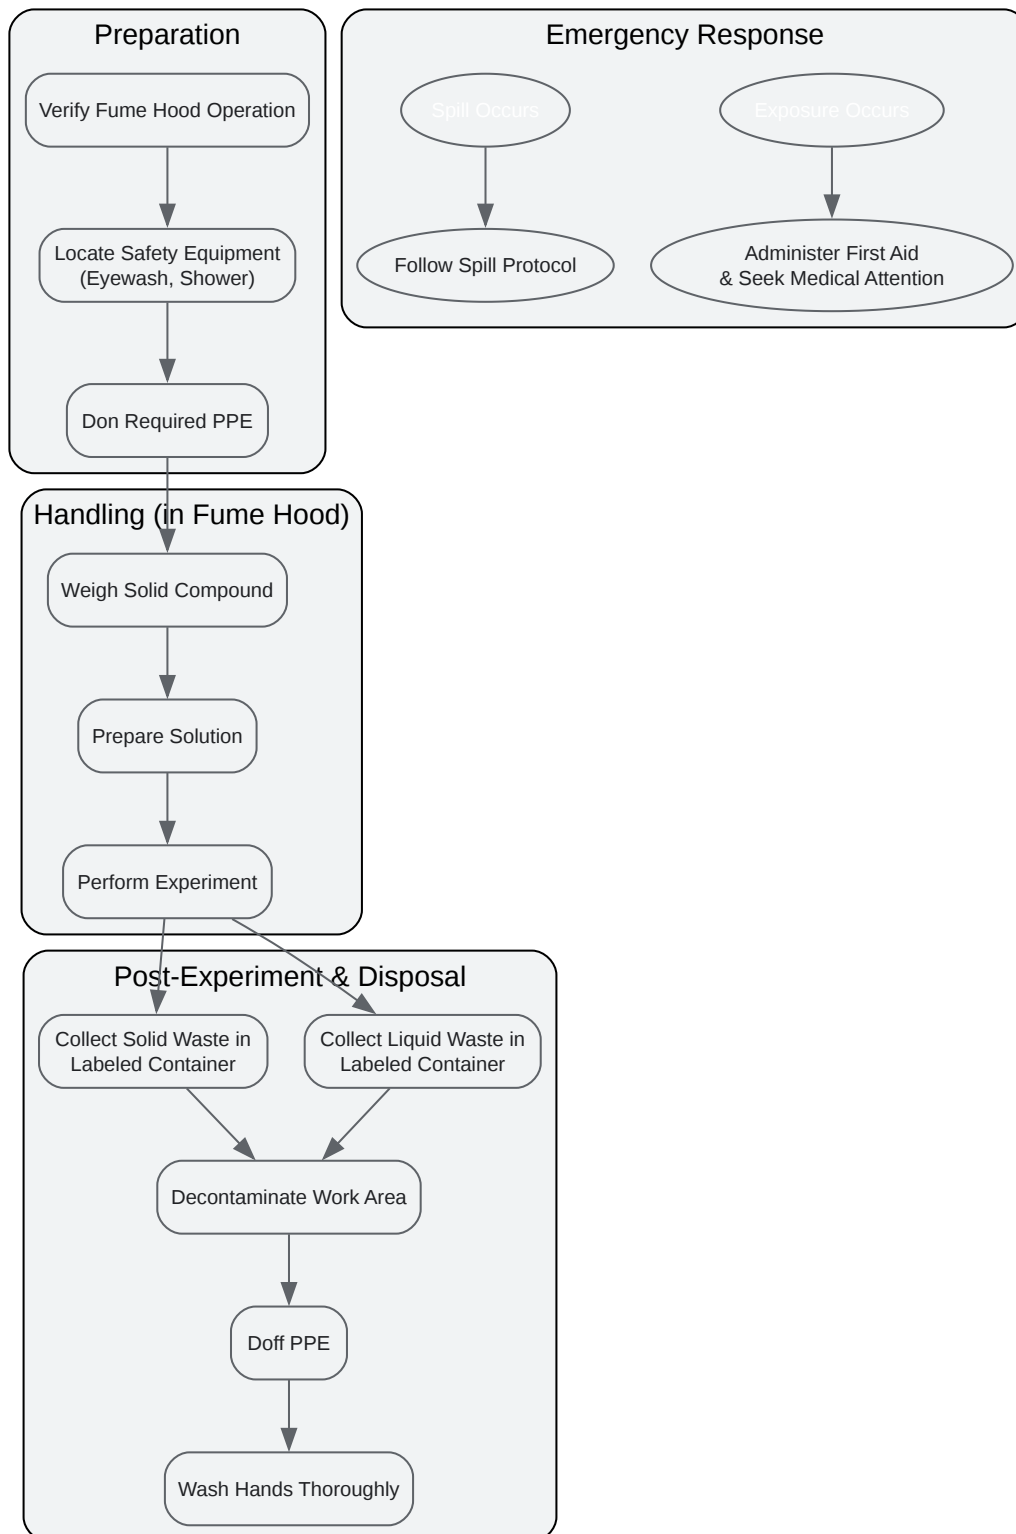 Preparation
Verify Fume Hood Operation
Locate Safety Equipment
(Eyewash, Shower)
Don Required PPE
Emergency Response
Spill Occurs
Exposure Occurs
Follow Spill Protocol
Administer First Aid
& Seek Medical Attention
Handling (in Fume Hood)
Weigh Solid Compound
Prepare Solution
Perform Experiment
Post-Experiment & Disposal
Collect Solid Waste in
Labeled Container
Collect Liquid Waste in
Labeled Container
Decontaminate Work Area
Doff PPE
Wash Hands Thoroughly